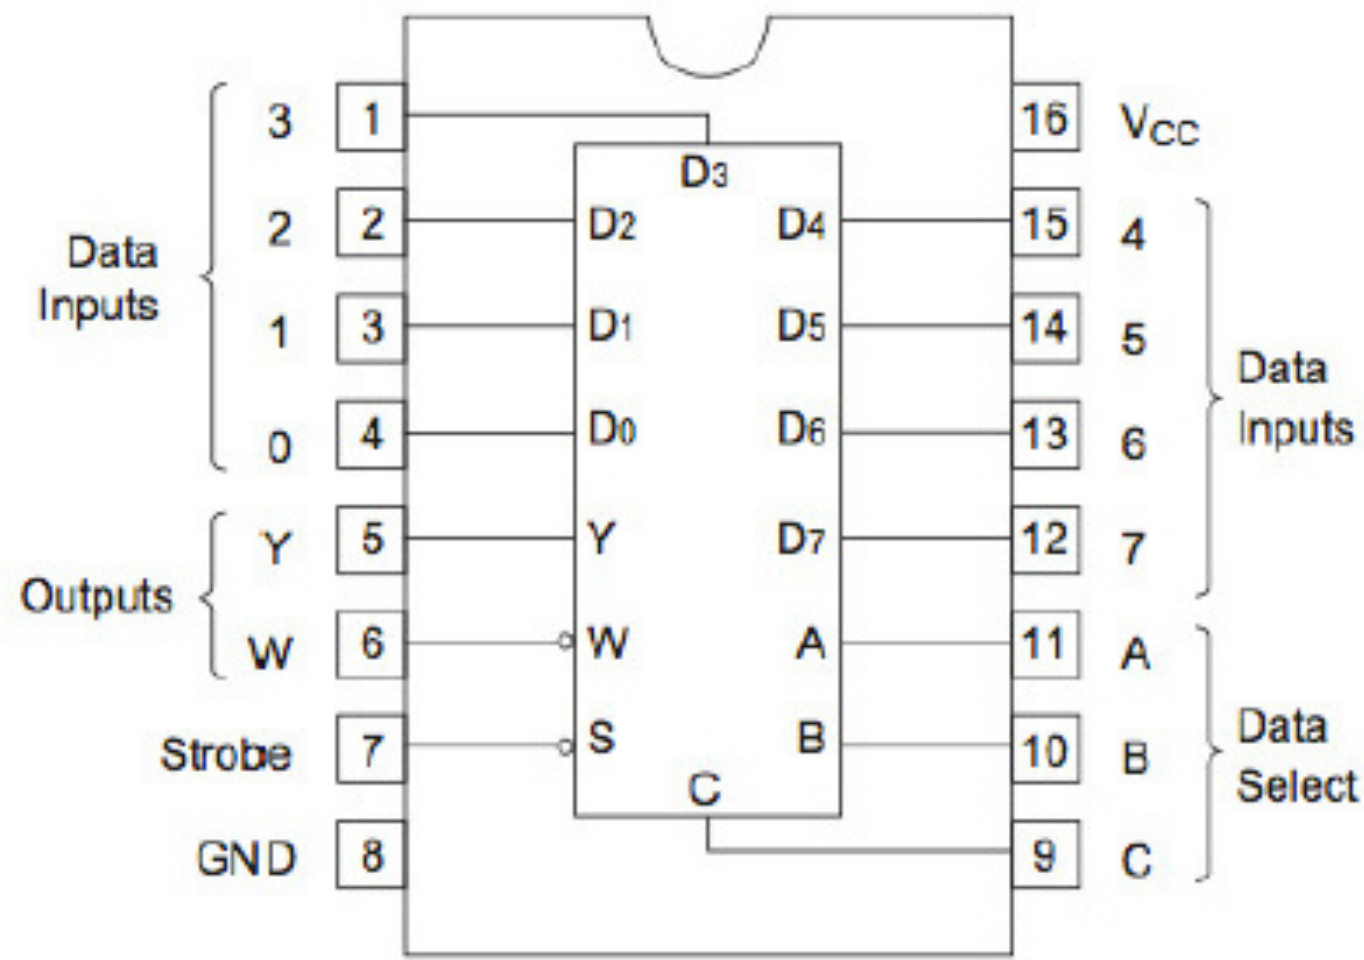 3 1 16 VCC
D3
2 2 D2 D4 15 4
Data
Inputs
1 3 D1 D5 14 5
Data
Inputs
0 4 D0 D6 13 6
Y 5 Y D7 12 7
Outputs
W 6 W A 11 A
Strobe 7 S B 10 B
Data
Select
C
GND 8 9 C